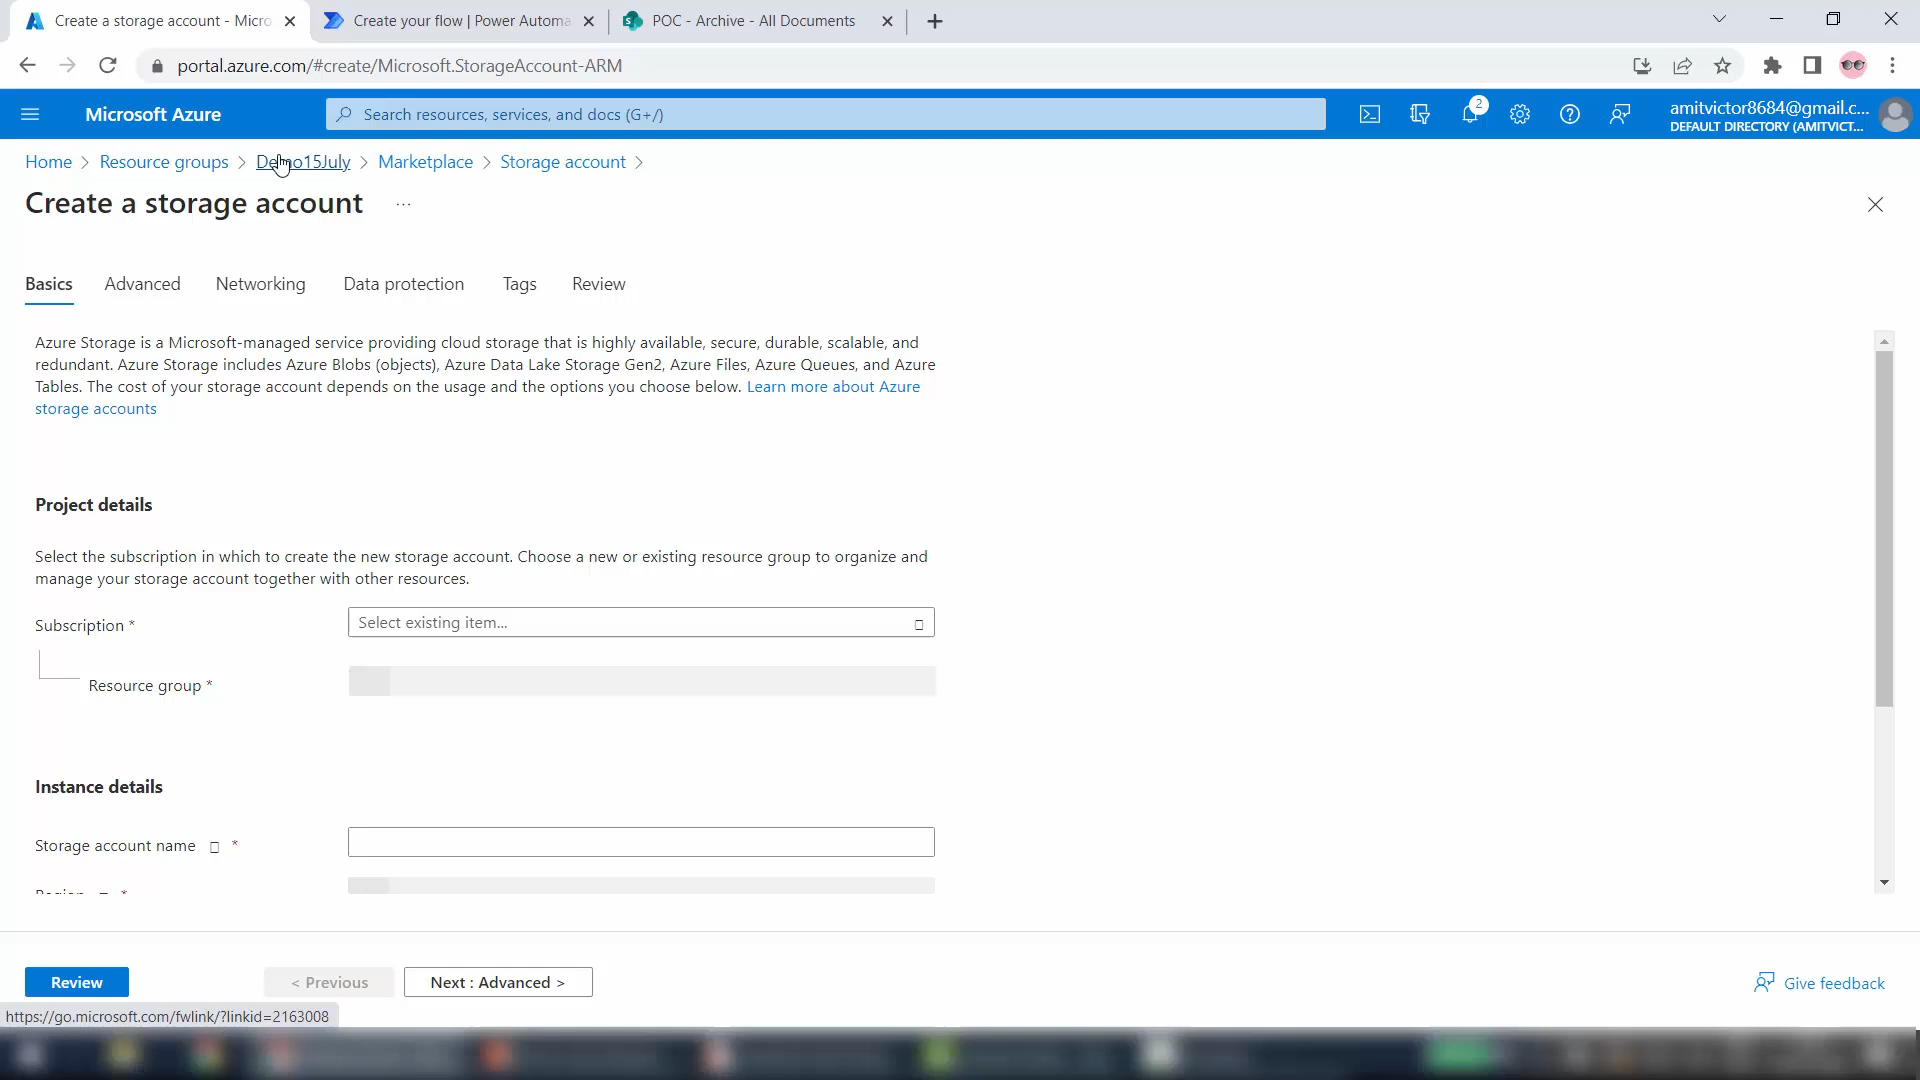 Create a storage account - Micro
Create your flow | Power Automa
POC - Archive - All Documents
portal.azure.com/#create/Microsoft.StorageAccount-ARM
Microsoft Azure
Search resources, services, and docs (G+/)
2
amitvictor8684@gmail.c...
DEFAULT DIRECTORY (AMITVICT...
Home > Resource groups > Demo15July > Marketplace > Storage account >
Create a storage account ...
Basics Advanced Networking Data protection Tags Review
Azure Storage is a Microsoft-managed service providing cloud storage that is highly available, secure, durable, scalable, and
redundant. Azure Storage includes Azure Blobs (objects), Azure Data Lake Storage Gen2, Azure Files, Azure Queues, and Azure
Tables. The cost of your storage account depends on the usage and the options you choose below. Learn more about Azure
storage accounts
Project details
Select the subscription in which to create the new storage account. Choose a new or existing resource group to organize and
manage your storage account together with other resources.
Subscription *
Select existing item...
Resource group *
Instance details
Storage account name *
Region *
Review
< Previous
Next : Advanced >
Give feedback
https://go.microsoft.com/fwlink/?linkid=2163008